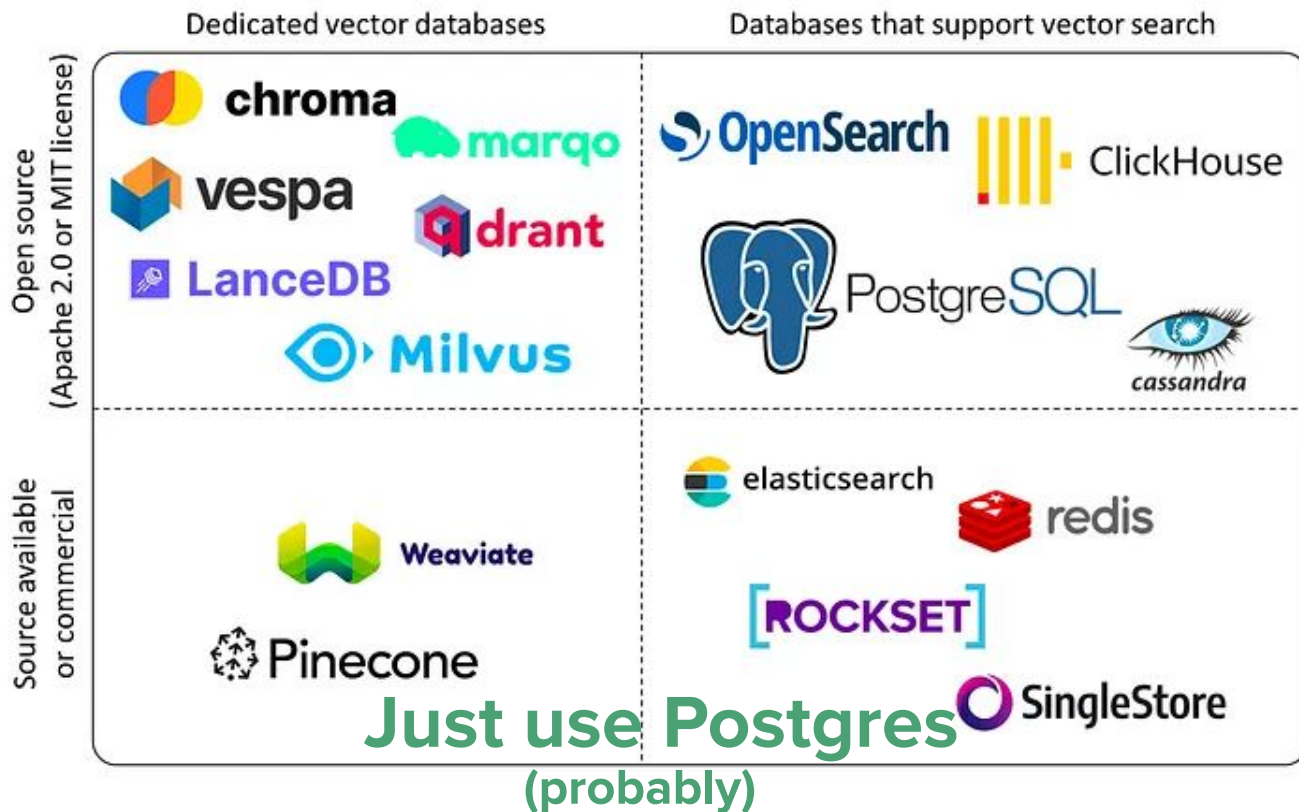 Dedicated vector databases
Databases that support vector search
Open source
(Apache 2.0 or MIT license)
chroma
marqo
vespa
qdrant
LanceDB
Milvus
OpenSearch
ClickHouse
PostgreSQL
cassandra
Source available
or commercial
Weaviate
Pinecone
elasticsearch
redis
[ROCKSET]
SingleStore
Just use Postgres
(probably)